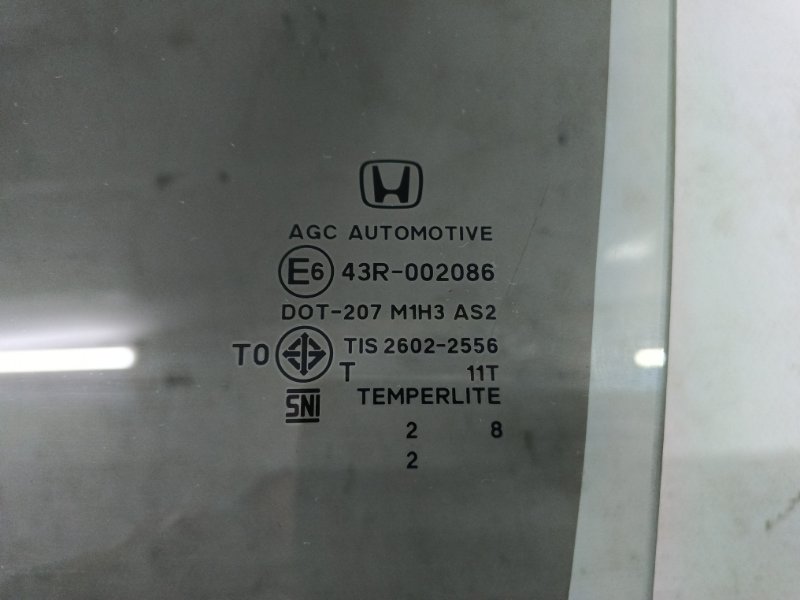 AGC AUTOMOTIVE
E6 43R-002086
DOT-207 M1H3 AS2
TO TIS 2602-2556
T 11T
SNI TEMPERLITE
2 8
2